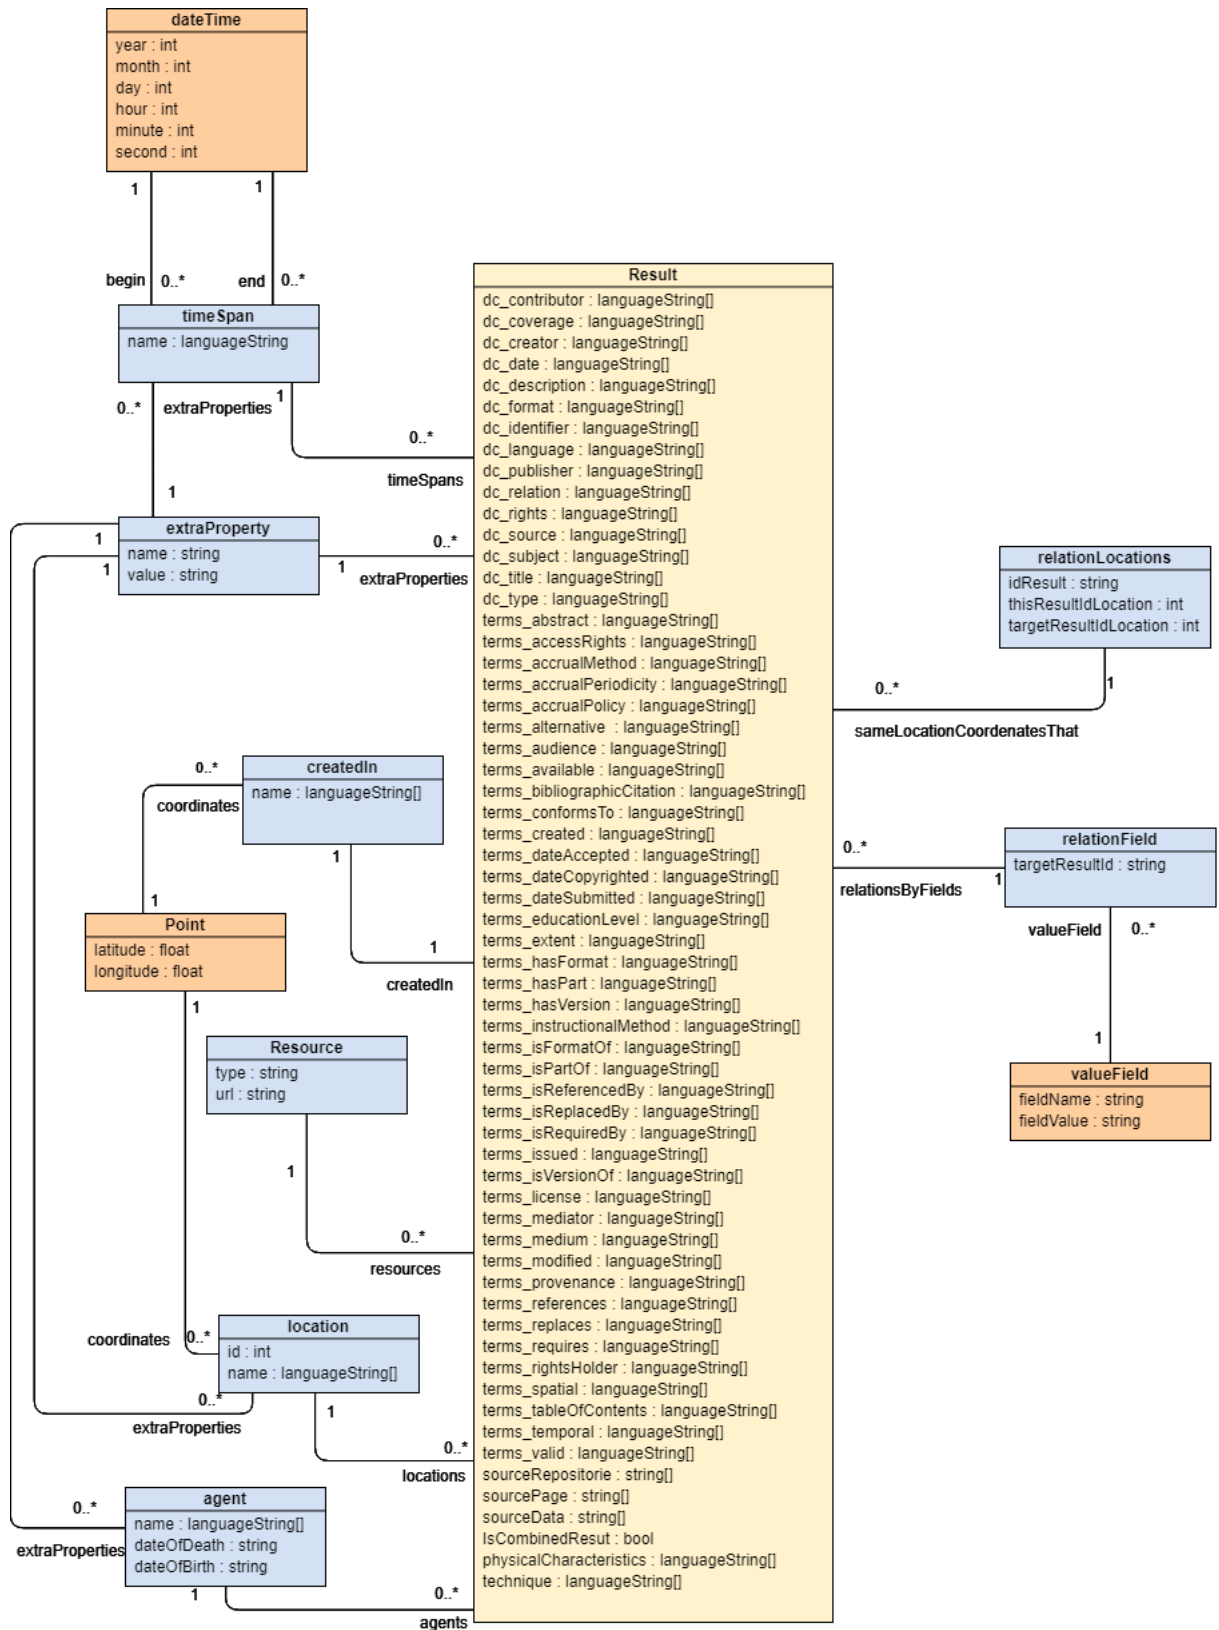 dateTime
year : int
month : int
day : int
hour : int
minute : int
second : int
1
1
begin
0..*
end
0..*
timeSpan
name : languageString
0..*
extraProperties
1
0..*
timeSpans
1
extraProperty
name : string
value : string
1
1
1
0..*
extraProperties
Result
dc_contributor : languageString[]
dc_coverage : languageString[]
dc_creator : languageString[]
dc_date : languageString[]
dc_description : languageString[]
dc_format : languageString[]
dc_identifier : languageString[]
dc_language : languageString[]
dc_publisher : languageString[]
dc_relation : languageString[]
dc_rights : languageString[]
dc_source : languageString[]
dc_subject : languageString[]
dc_title : languageString[]
dc_type : languageString[]
terms_abstract : languageString[]
terms_accessRights : languageString[]
terms_accrualMethod : languageString[]
terms_accrualPeriodicity : languageString[]
terms_accrualPolicy : languageString[]
terms_alternative : languageString[]
terms_audience : languageString[]
terms_available : languageString[]
terms_bibliographicCitation : languageString[]
terms_conformsTo : languageString[]
terms_created : languageString[]
terms_dateAccepted : languageString[]
terms_dateCopyrighted : languageString[]
terms_dateSubmitted : languageString[]
terms_educationLevel : languageString[]
terms_extent : languageString[]
terms_hasFormat : languageString[]
terms_hasPart : languageString[]
terms_hasVersion : languageString[]
terms_instructionalMethod : languageString[]
terms_isFormatOf : languageString[]
terms_isPartOf : languageString[]
terms_isReferencedBy : languageString[]
terms_isReplacedBy : languageString[]
terms_isRequiredBy : languageString[]
terms_issued : languageString[]
terms_isVersionOf : languageString[]
terms_license : languageString[]
terms_mediator : languageString[]
terms_medium : languageString[]
terms_modified : languageString[]
terms_provenance : languageString[]
terms_references : languageString[]
terms_replaces : languageString[]
terms_requires : languageString[]
terms_rightsHolder : languageString[]
terms_spatial : languageString[]
terms_tableOfContents : languageString[]
terms_temporal : languageString[]
terms_valid : languageString[]
sourceRepositorie : string[]
sourcePage : string[]
sourceData : string[]
IsCombinedResut : bool
physicalCharacteristics : languageString[]
technique : languageString[]
relationLocations
idResult : string
thisResultIdLocation : int
targetResultIdLocation : int
0..*
1
sameLocationCoordenatesThat
0..*
relationsByFields
1
relationField
targetResultId : string
valueField
0..*
1
valueField
fieldName : string
fieldValue : string
createdIn
name : languageString[]
0..*
coordinates
1
1
createdIn
1
Point
latitude : float
longitude : float
1
Resource
type : string
url : string
1
0..*
resources
location
id : int
name : languageString[]
coordinates
0..*
0..*
extraProperties
1
0..*
locations
agent
name : languageString[]
dateOfDeath : string
dateOfBirth : string
0..*
extraProperties
1
0..*
agents